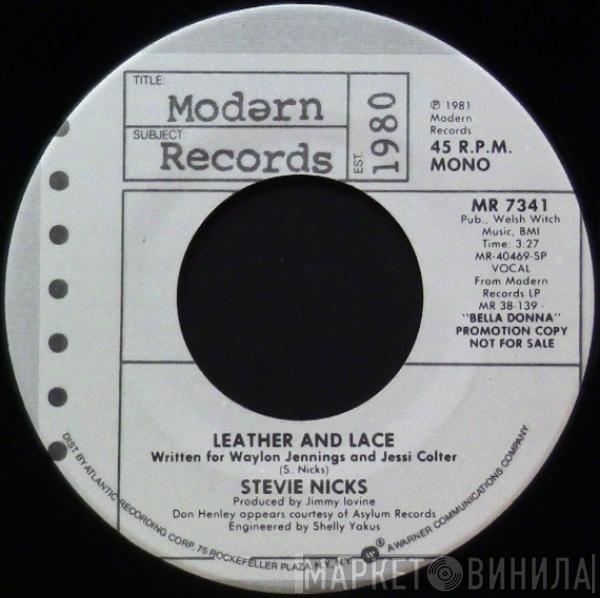 TITLE:
Modərn
SUBJECT:
Records
EST.
1980
℗ 1981
Modern
Records
45 R.P.M.
MONO
MR 7341
Pub., Welsh Witch
Music, BMI
Time: 3:27
MR-40469-SP
VOCAL
From Modern
Records LP
MR 38-139 -
"BELLA DONNA"
PROMOTION COPY
NOT FOR SALE
LEATHER AND LACE
Written for Waylon Jennings and Jessi Colter
(S. Nicks)
STEVIE NICKS
Produced by Jimmy Iovine
Don Henley appears courtesy of Asylum Records
Engineered by Shelly Yakus
DIST BY ATLANTIC RECORDING CORP, 75 ROCKEFELLER PLAZA, N.Y., N.Y. ® A WARNER COMMUNICATIONS COMPANY
МАРКЕТ ВИНИЛА